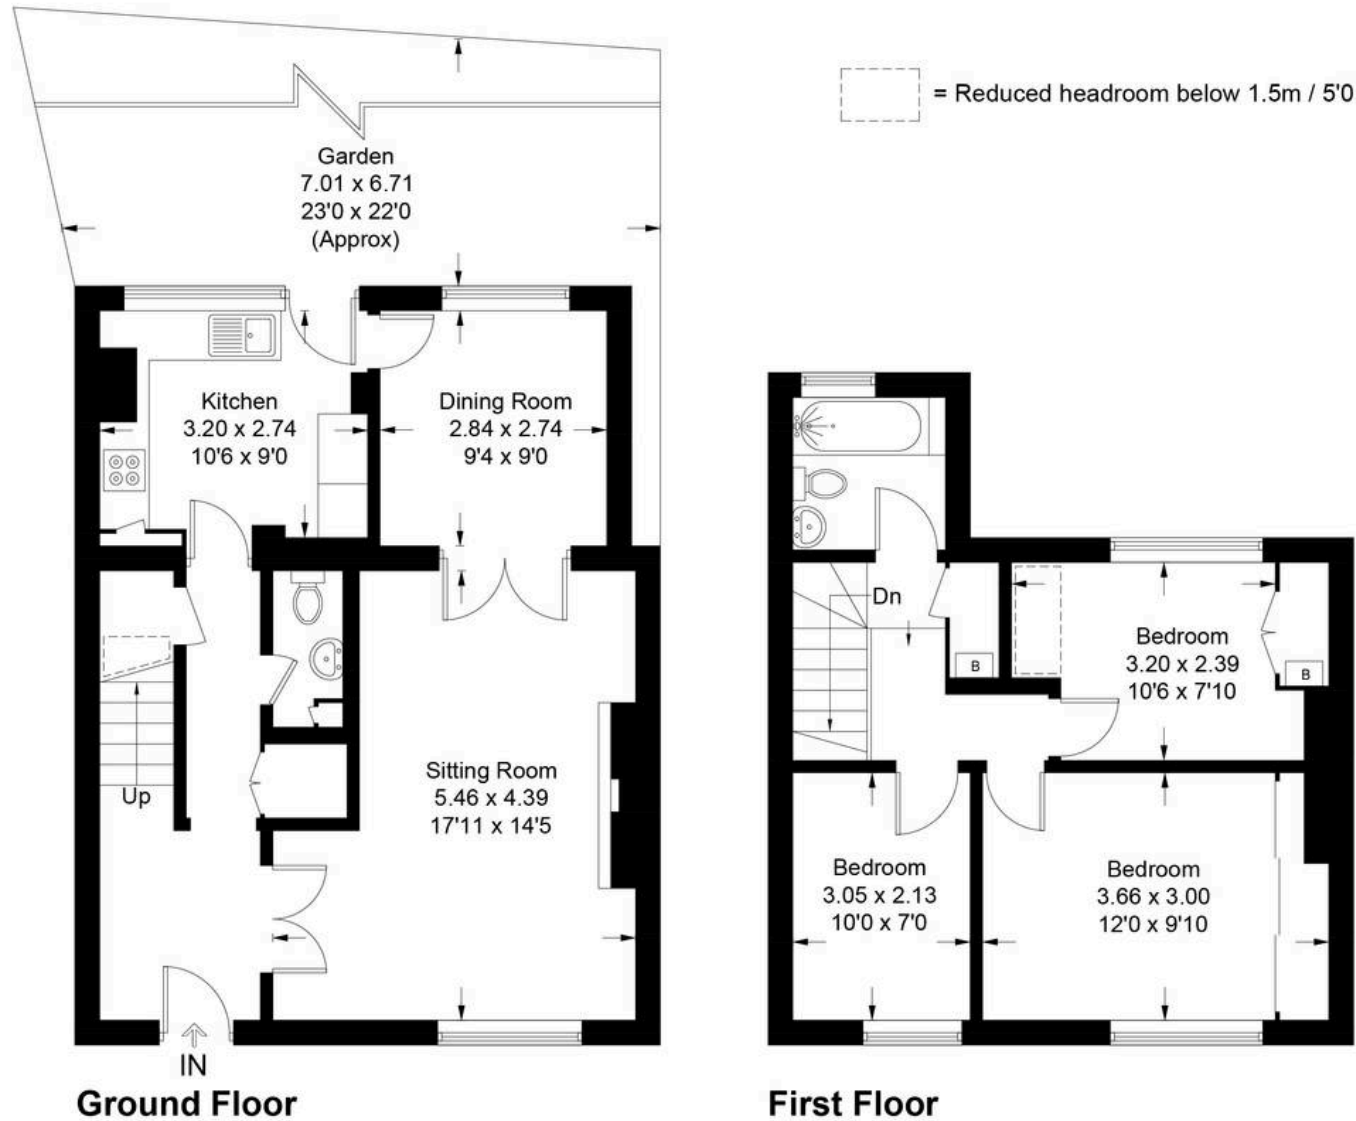 = Reduced headroom below 1.5m / 5'0
Garden
7.01 x 6.71
23'0 x 22'0
(Approx)
Kitchen
3.20 x 2.74
10'6 x 9'0
Dining Room
2.84 x 2.74
9'4 x 9'0
Up
Sitting Room
5.46 x 4.39
17'11 x 14'5
IN
Ground Floor
Dn
B
Bedroom
3.20 x 2.39
10'6 x 7'10
B
Bedroom
3.05 x 2.13
10'0 x 7'0
Bedroom
3.66 x 3.00
12'0 x 9'10
First Floor